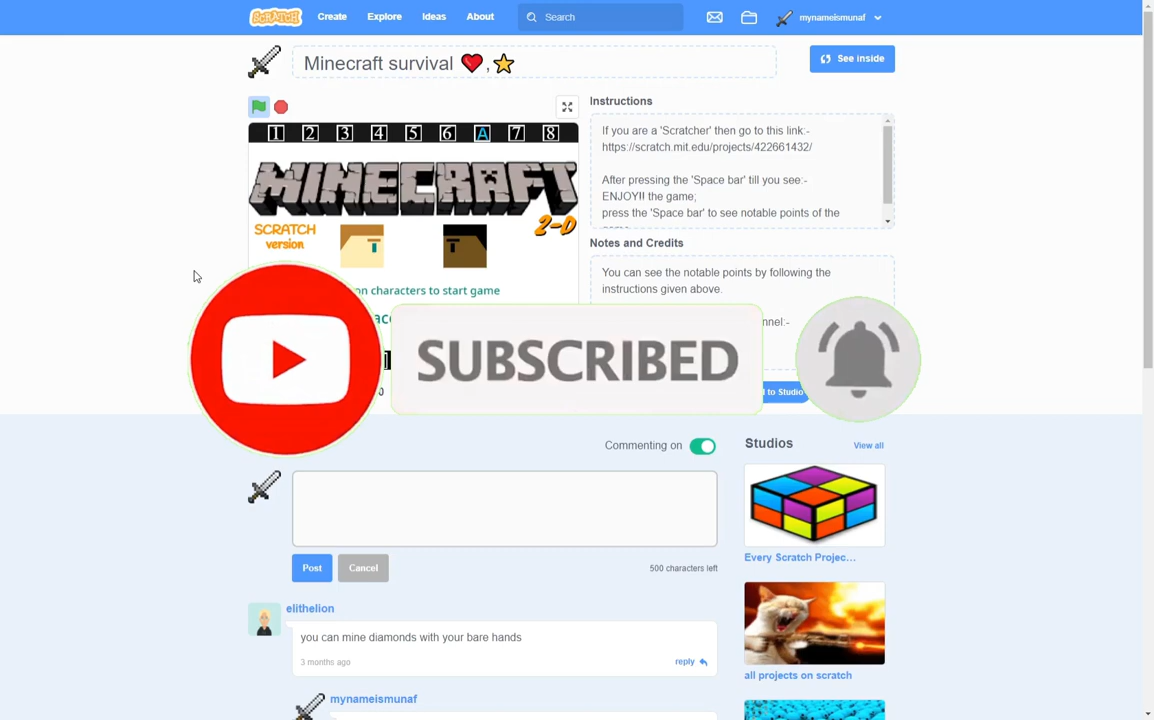 SCRATCH
Create
Explore
Ideas
About
Search
mynameismunaf
Minecraft survival ❤️,⭐
See inside
1 2 3 4 5 6 A 7 8
MINECRAFT
2-D
SCRATCH
version
on characters to start game
Instructions
If you are a 'Scratcher' then go to this link:-
https://scratch.mit.edu/projects/422661432/
After pressing the 'Space bar' till you see:-
ENJOY!! the game;
press the 'Space bar' to see notable points of the
Notes and Credits
You can see the notable points by following the
instructions given above.
nnel:-
SUBSCRIBED
to Studio
Commenting on
Post
Cancel
500 characters left
elithelion
you can mine diamonds with your bare hands
3 months ago
reply
mynameismunaf
Studios
View all
Every Scratch Projec...
all projects on scratch